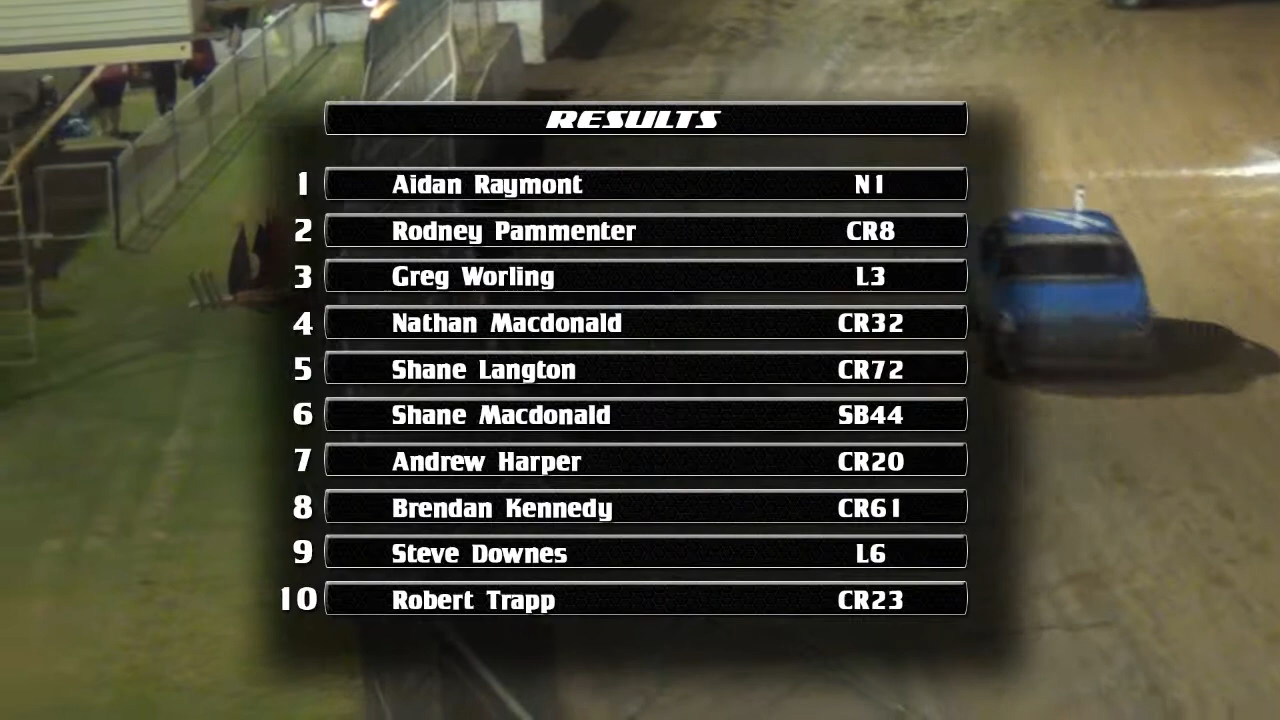 RESULTS
1 Aidan Raymont N1
2 Rodney Pammenter CR8
3 Greg Worling L3
4 Nathan Macdonald CR32
5 Shane Langton CR72
6 Shane Macdonald SB44
7 Andrew Harper CR20
8 Brendan Kennedy CR61
9 Steve Downes L6
10 Robert Trapp CR23